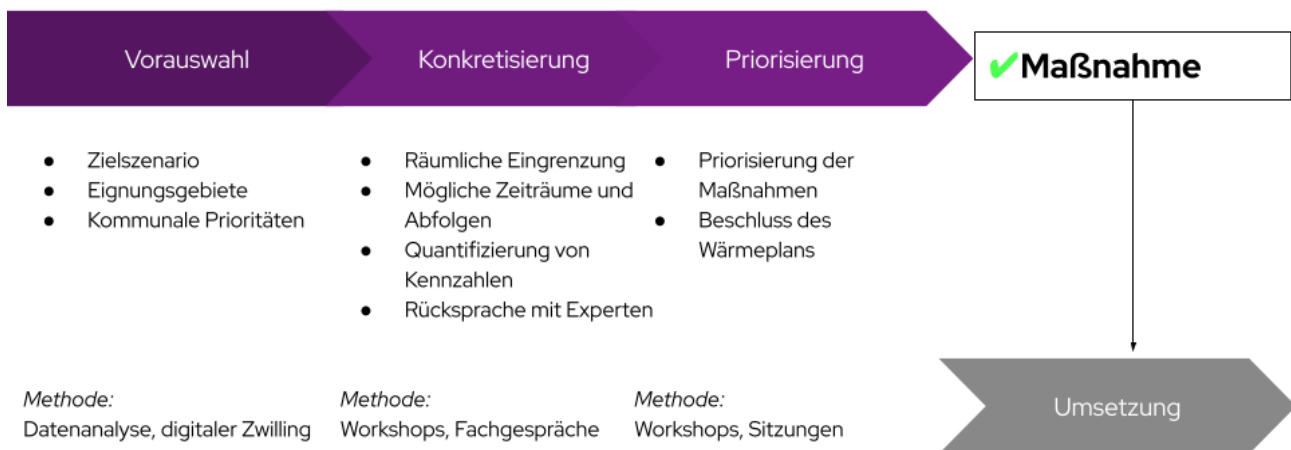 Vorauswahl
Konkretisierung
Priorisierung
✔Maßnahme
● Zielszenario
● Eignungsgebiete
● Kommunale Prioritäten
● Räumliche Eingrenzung
● Mögliche Zeiträume und
Abfolgen
● Quantifizierung von
Kennzahlen
● Rücksprache mit Experten
● Priorisierung der
Maßnahmen
● Beschluss des
Wärmeplans
Methode:
Datenanalyse, digitaler Zwilling
Methode:
Workshops, Fachgespräche
Methode:
Workshops, Sitzungen
Umsetzung